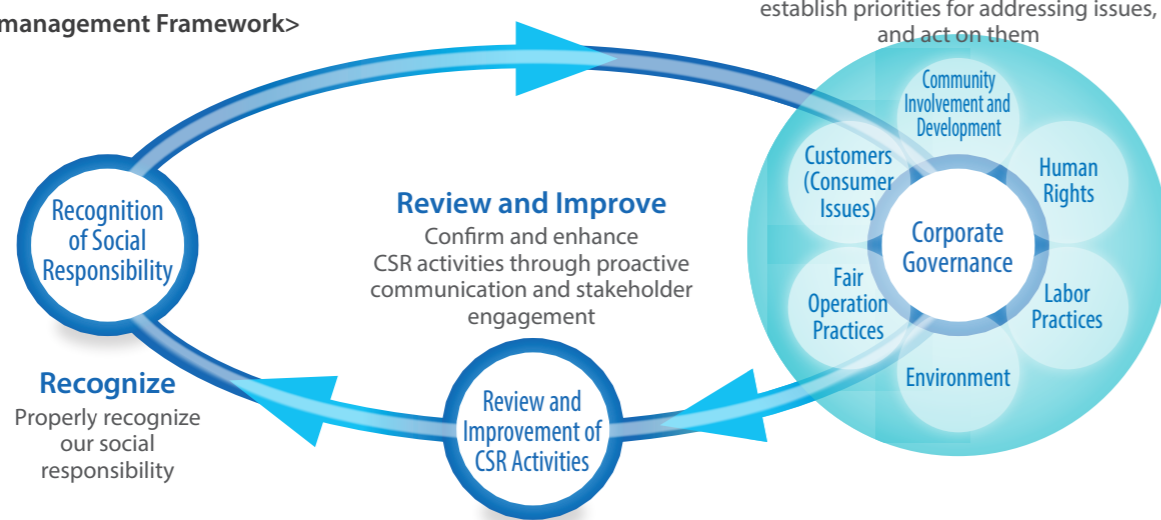 management Framework>
establish priorities for addressing issues,
and act on them
Community
Involvement and
Development
Customers
(Consumer
Issues)
Human
Rights
Corporate
Governance
Fair
Operation
Practices
Labor
Practices
Environment
Recognition
of Social
Responsibility
Review and Improve
Confirm and enhance
CSR activities through proactive
communication and stakeholder
engagement
Recognize
Properly recognize
our social
responsibility
Review and
Improvement of
CSR Activities